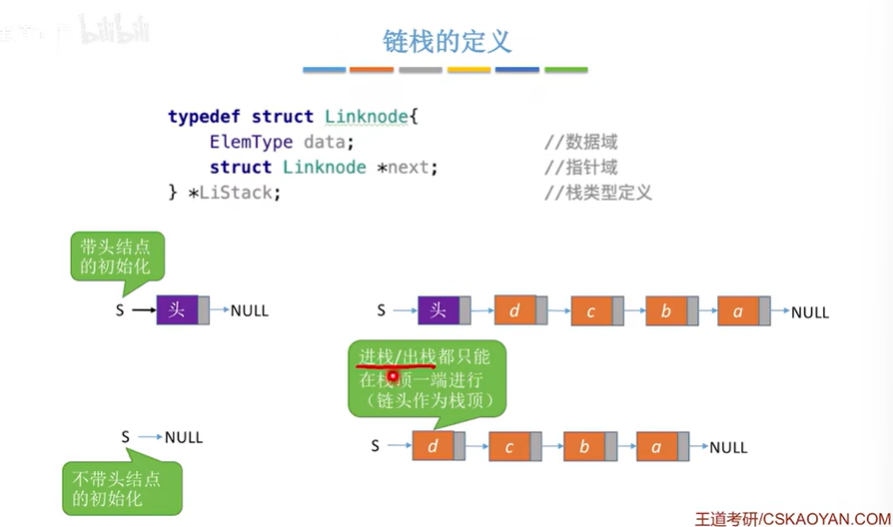 bilibili
链栈的定义
typedef struct Linknode{
ElemType data; //数据域
struct Linknode *next; //指针域
} *LiStack; //栈类型定义
带头结点
的初始化
S 头 NULL
S 头 d c b a NULL
进栈/出栈都只能
在栈顶一端进行
（链头作为栈顶）
S NULL
S d c b a NULL
不带头结点
的初始化
王道考研/CSKAOYAN.COM